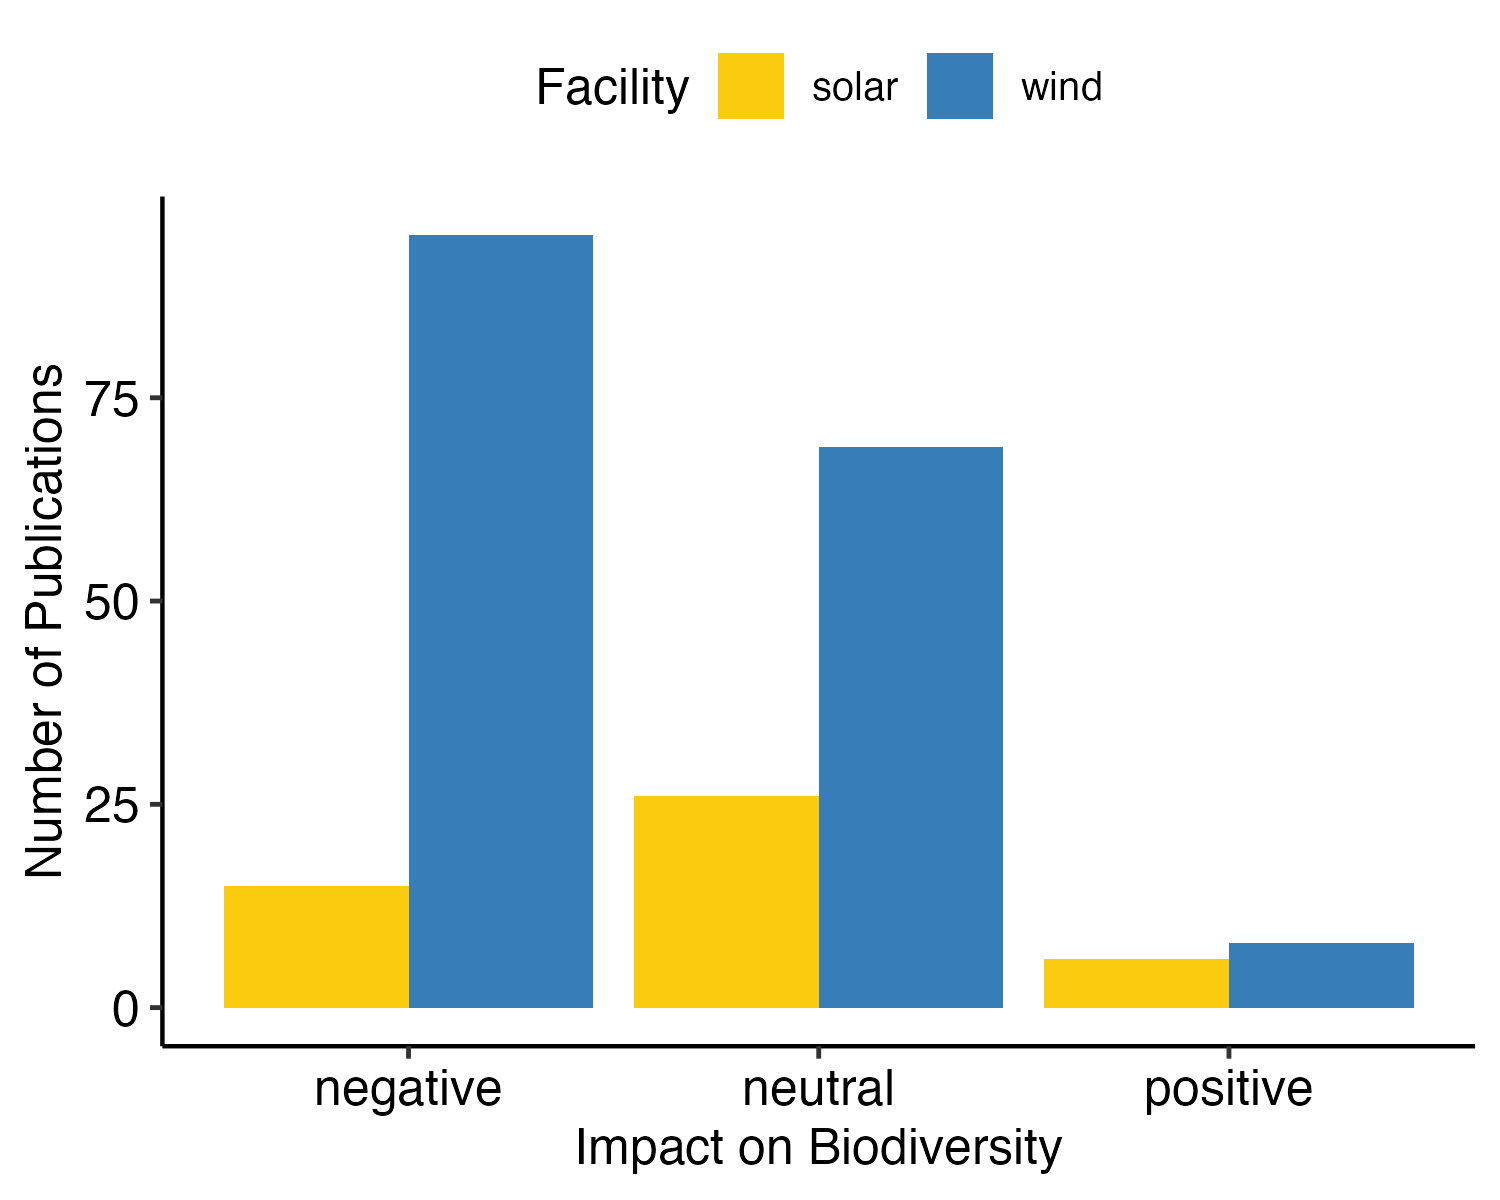 Facility solar wind
Number of Publications
75
50
25
0
negative neutral positive
Impact on Biodiversity